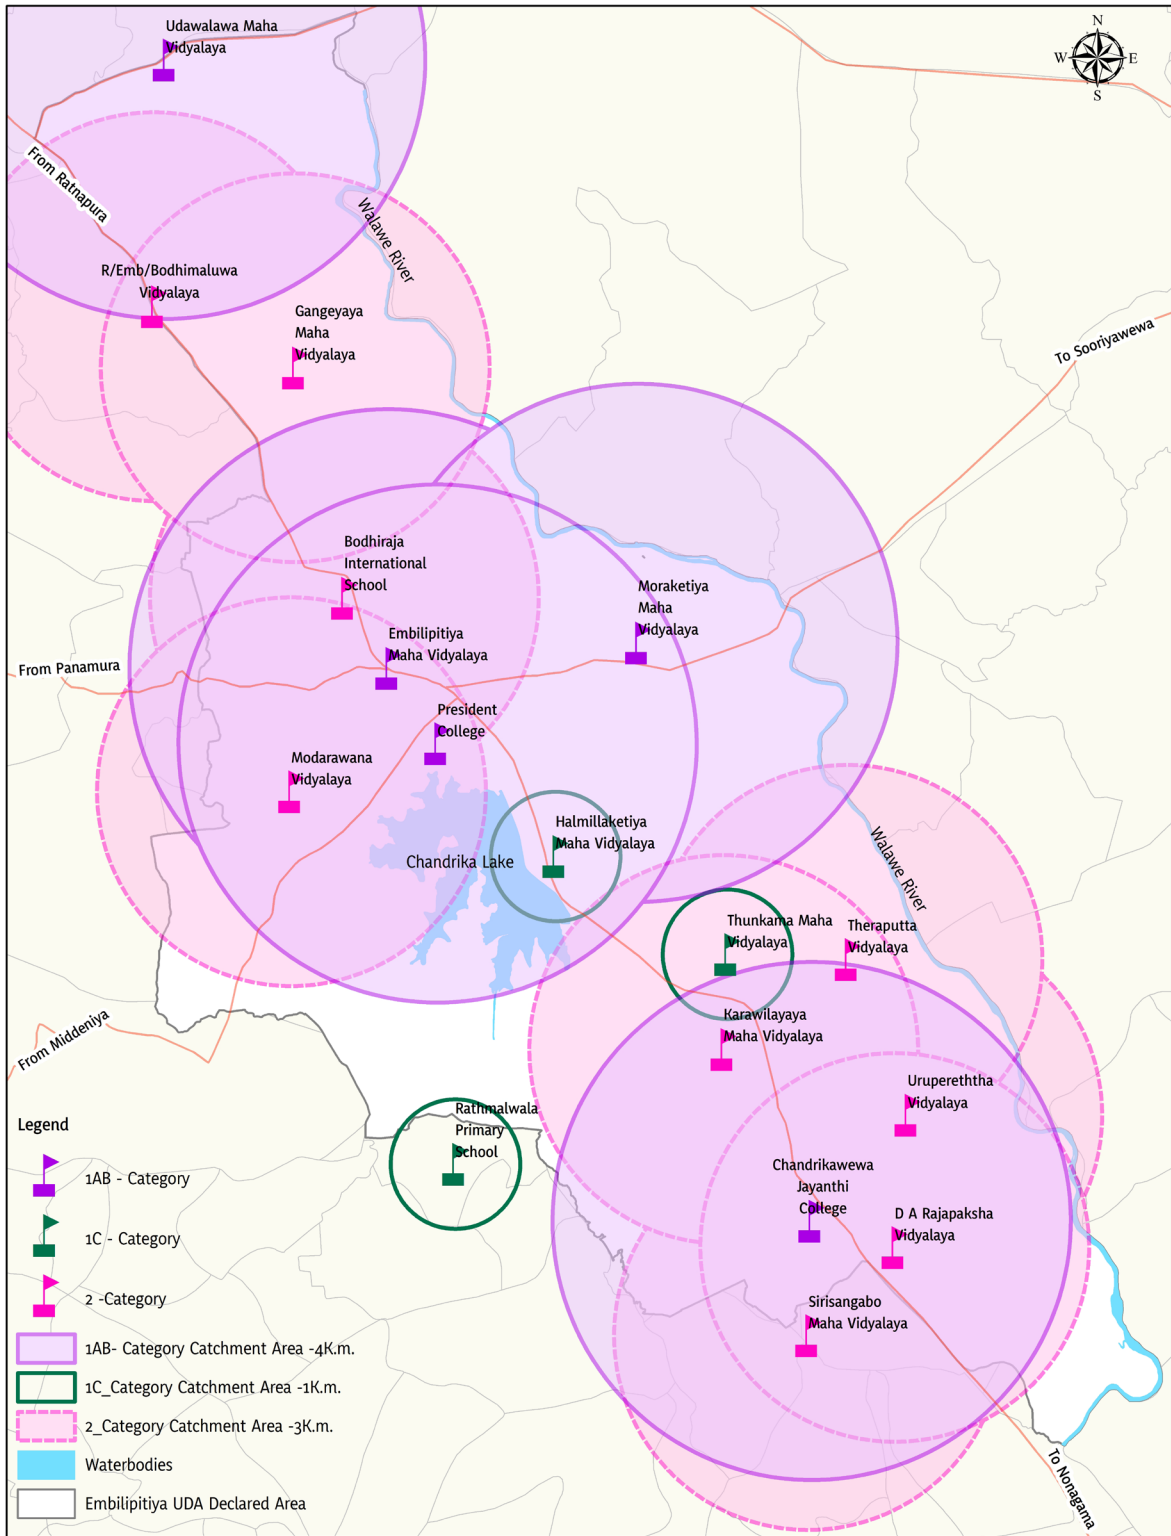 Udawalawa Maha
Vidyalaya
N
W
E
S
From Ratnapura
Walawe River
R/Emb/Bodhimaluwa
Vidyalaya
Gangeyaya
Maha
Vidyalaya
To Sooriyawewa
Bodhiraja
International
School
Moraketiya
Maha
Vidyalaya
Embilipitiya
Maha Vidyalaya
From Panamura
President
College
Modarawana
Vidyalaya
Halmillaketiya
Maha Vidyalaya
Chandrika Lake
Walawe River
Thunkama Maha
Vidyalaya
Theraputta
Vidyalaya
Karawilayaya
Maha Vidyalaya
From Middeniya
Urupereththa
Vidyalaya
Rathmalwala
Primary
School
Chandrikawewa
Jayanthi
College
D A Rajapaksha
Vidyalaya
Sirisangabo
Maha Vidyalaya
To Nonagama
Legend
1AB - Category
1C - Category
2 -Category
1AB- Category Catchment Area -4K.m.
1C_Category Catchment Area -1K.m.
2_Category Catchment Area -3K.m.
Waterbodies
Embilipitiya UDA Declared Area